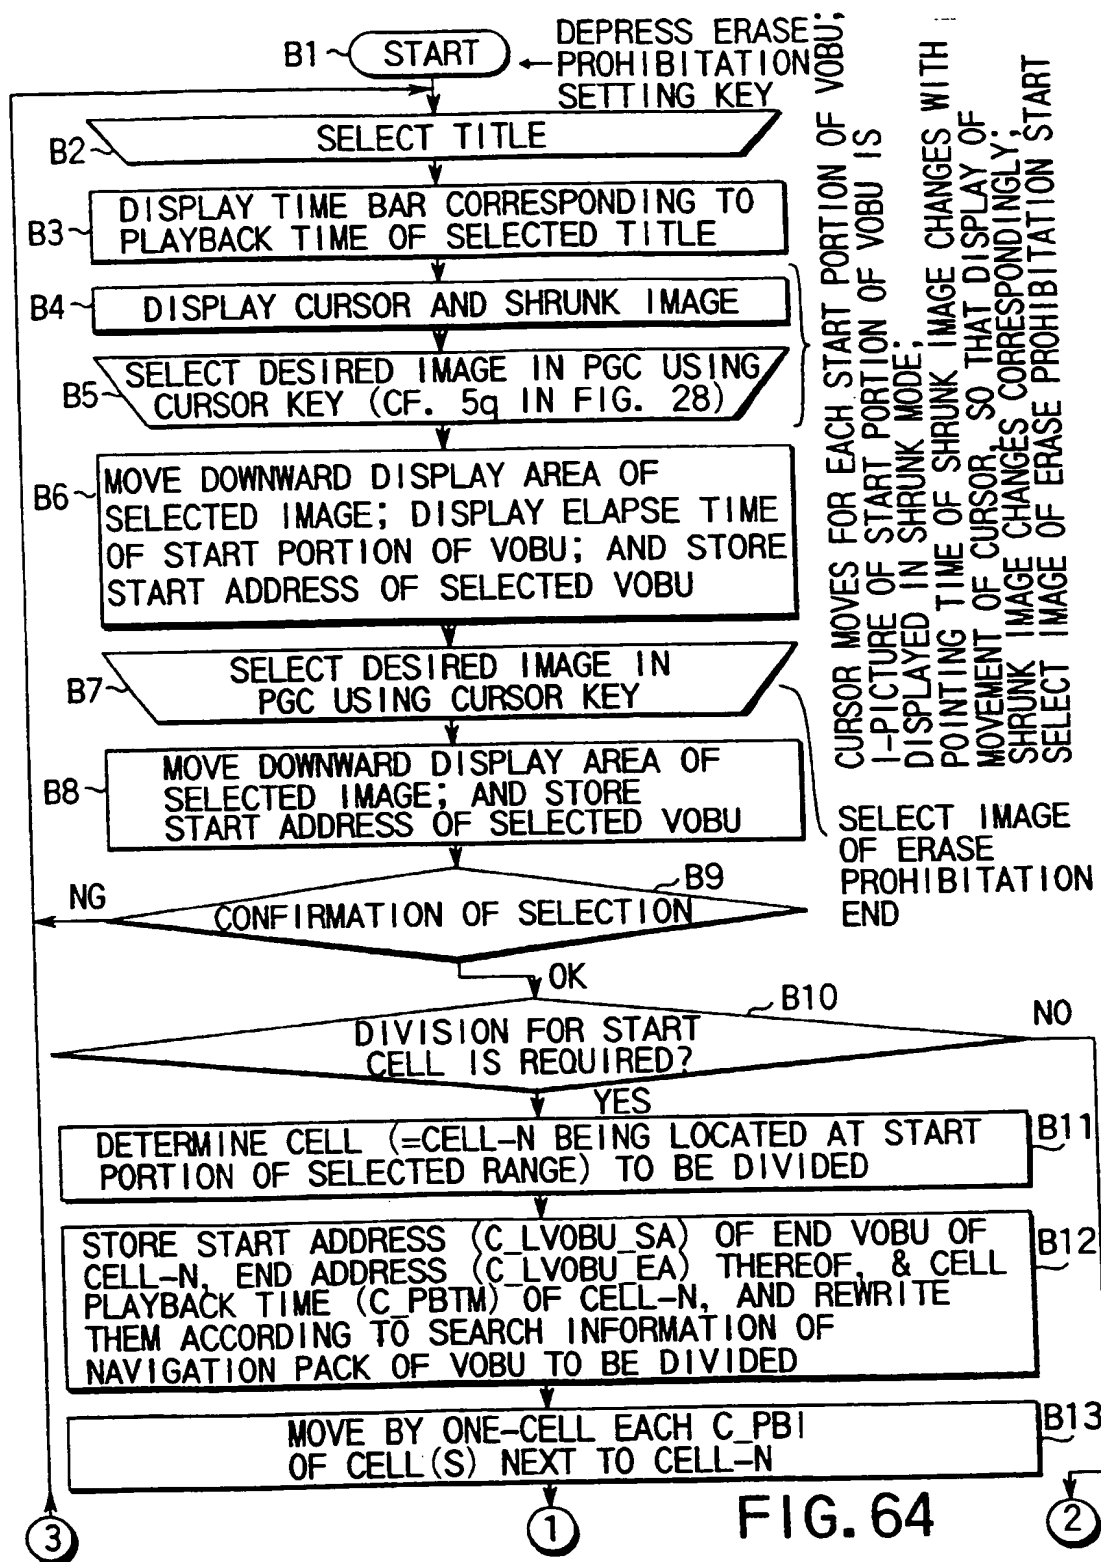 B1
START
DEPRESS ERASE
PROHIBITATION
SETTING KEY
B2
SELECT TITLE
B3
DISPLAY TIME BAR CORRESPONDING TO
PLAYBACK TIME OF SELECTED TITLE
B4
DISPLAY CURSOR AND SHRUNK IMAGE
B5
SELECT DESIRED IMAGE IN PGC USING
CURSOR KEY (CF. 5q IN FIG. 28)
CURSOR MOVES FOR EACH START PORTION OF VOBU;
I-PICTURE OF START PORTION OF VOBU IS
DISPLAYED IN SHRUNK MODE;
POINTING TIME OF SHRUNK IMAGE CHANGES WITH
MOVEMENT OF CURSOR, SO THAT DISPLAY OF
SHRUNK IMAGE CHANGES CORRESPONDINGLY;
SELECT IMAGE OF ERASE PROHIBITATION START
B6
MOVE DOWNWARD DISPLAY AREA OF
SELECTED IMAGE; DISPLAY ELAPSE TIME
OF START PORTION OF VOBU; AND STORE
START ADDRESS OF SELECTED VOBU
B7
SELECT DESIRED IMAGE IN
PGC USING CURSOR KEY
B8
MOVE DOWNWARD DISPLAY AREA OF
SELECTED IMAGE; AND STORE
START ADDRESS OF SELECTED VOBU
SELECT IMAGE
OF ERASE
PROHIBITATION
END
B9
NG
CONFIRMATION OF SELECTION
OK
B10
NO
DIVISION FOR START
CELL IS REQUIRED?
YES
B11
DETERMINE CELL (=CELL-N BEING LOCATED AT START
PORTION OF SELECTED RANGE) TO BE DIVIDED
B12
STORE START ADDRESS (C_LVOBU_SA) OF END VOBU OF
CELL-N, END ADDRESS (C_LVOBU_EA) THEREOF, & CELL
PLAYBACK TIME (C_PBTM) OF CELL-N, AND REWRITE
THEM ACCORDING TO SEARCH INFORMATION OF
NAVIGATION PACK OF VOBU TO BE DIVIDED
B13
MOVE BY ONE-CELL EACH C_PBI
OF CELL(S) NEXT TO CELL-N
3
1
FIG. 64
2